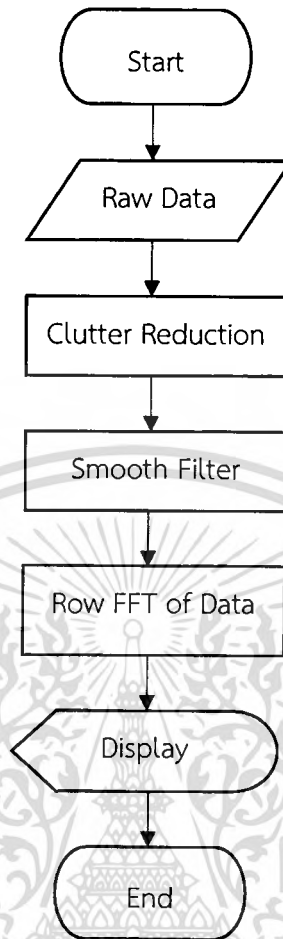 Start
Raw Data
Clutter Reduction
Smooth Filter
Row FFT of Data
Display
End